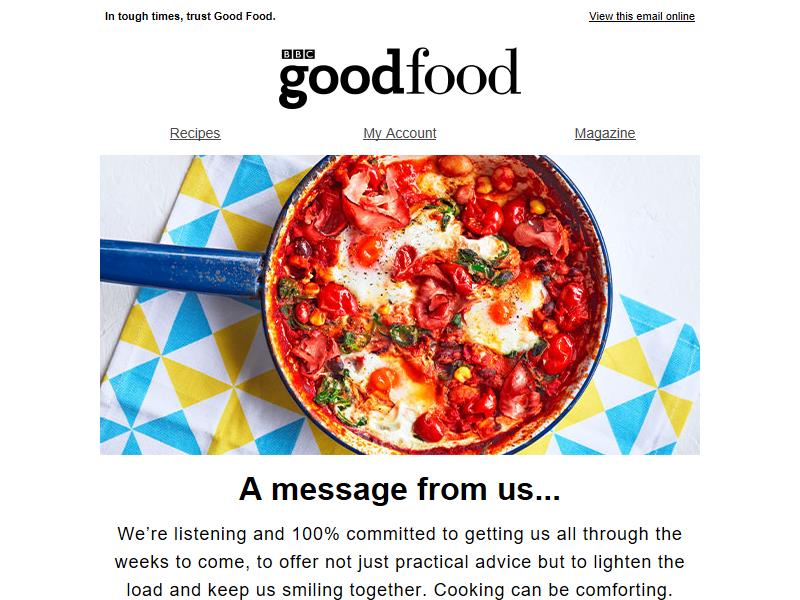 In tough times, trust Good Food.
View this email online
BBC
goodfood
Recipes
My Account
Magazine
A message from us...
We’re listening and 100% committed to getting us all through the
weeks to come, to offer not just practical advice but to lighten the
load and keep us smiling together. Cooking can be comforting.